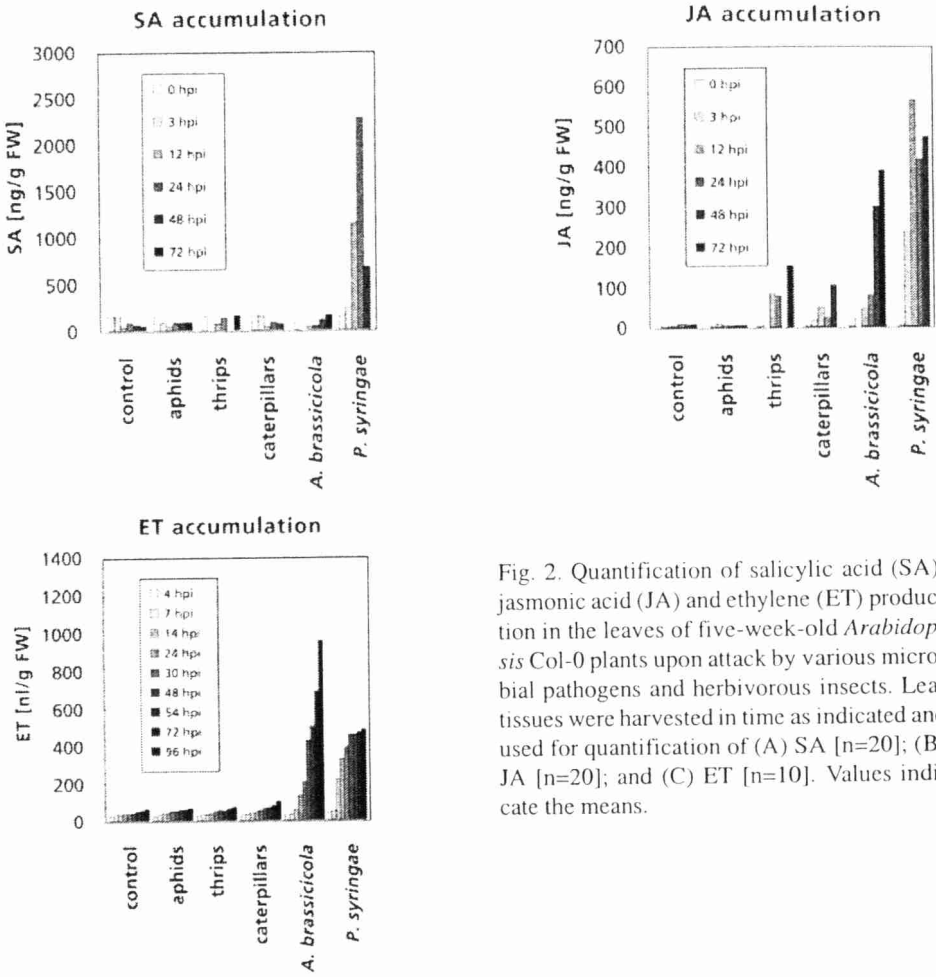 SA accumulation
3000
2500
2000
1500
1000
500
0
SA [ng/g FW]
0 hpi
3 hpi
12 hpi
24 hpi
48 hpi
72 hpi
control
aphids
thrips
caterpillars
A. brassicicola
P. syringae
JA accumulation
700
600
500
400
300
200
100
0
JA [ng/g FW]
0 hpi
3 hpi
12 hpi
24 hpi
48 hpi
72 hpi
control
aphids
thrips
caterpillars
A. brassicicola
P. syringae
ET accumulation
1400
1200
1000
800
600
400
200
0
ET [nl/g FW]
4 hpi
7 hpi
14 hpi
24 hpi
30 hpi
48 hpi
54 hpi
72 hpi
96 hpi
control
aphids
thrips
caterpillars
A. brassicicola
P. syringae
Fig. 2. Quantification of salicylic acid (SA)
jasmonic acid (JA) and ethylene (ET) produc-
tion in the leaves of five-week-old Arabidop-
sis Col-0 plants upon attack by various micro
bial pathogens and herbivorous insects. Lea
tissues were harvested in time as indicated and
used for quantification of (A) SA [n=20]; (B
JA [n=20]; and (C) ET [n=10]. Values indi
cate the means.